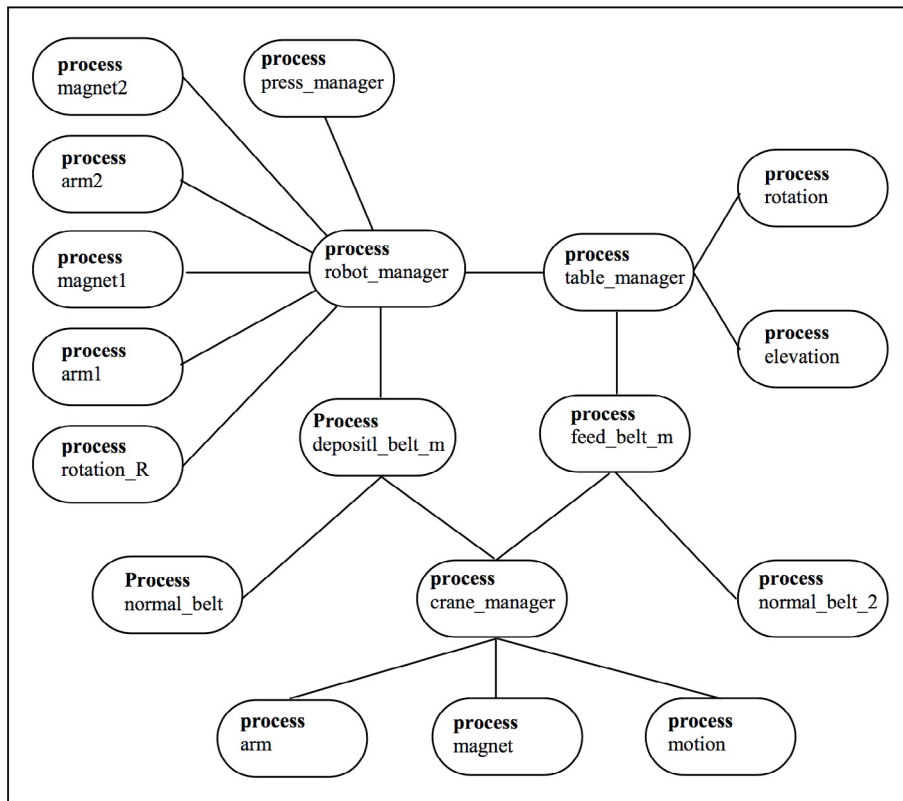 process
magnet2
process
press_manager
process
arm2
process
rotation
process
magnet1
process
robot_manager
process
table_manager
process
arm1
process
elevation
process
rotation_R
Process
depositl_belt_m
process
feed_belt_m
Process
normal_belt
process
crane_manager
process
normal_belt_2
process
arm
process
magnet
process
motion